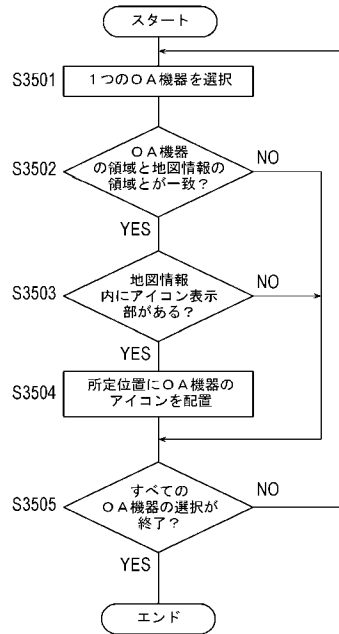 スタート
S3501
１つのＯＡ機器を選択
S3502
ＯＡ機器
の領域と地図情報の
領域とが一致？
NO
YES
S3503
地図情報
内にアイコン表示
部がある？
NO
YES
S3504
所定位置にＯＡ機器の
アイコンを配置
S3505
すべての
ＯＡ機器の選択が
終了？
NO
YES
エンド